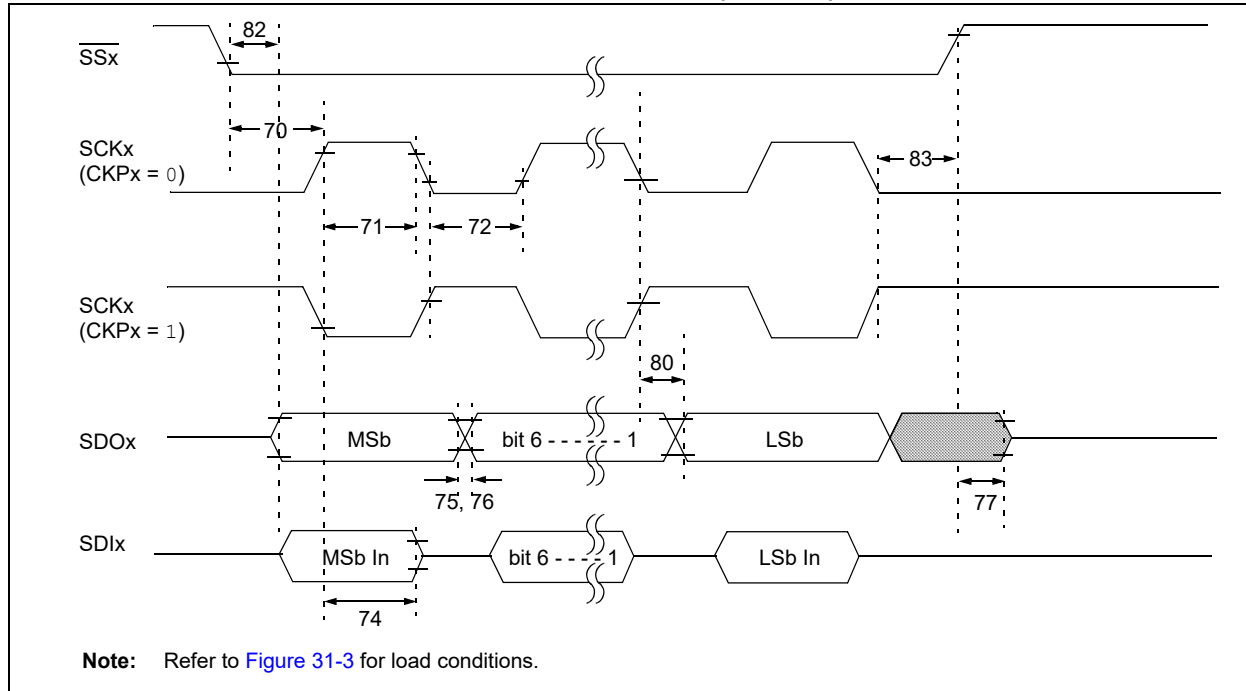 82
SSx
70
SCKx
(CKPx = 0)
83
71
72
SCKx
(CKPx = 1)
80
SDOx
MSb
bit 6 - - - - - - 1
LSb
75, 76
77
SDIx
MSb In
bit 6 - - - - 1
LSb In
74
Note: Refer to Figure 31-3 for load conditions.